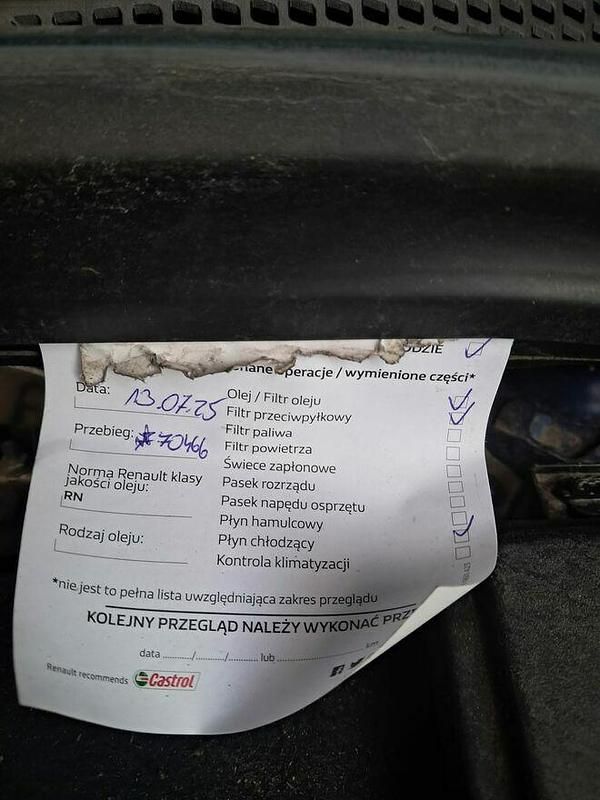 ODZIE
nane operacje / wymienione części*
Data: 13.07.25
Olej / Filtr oleju
Filtr przeciwpyłkowy
Przebieg: 70466
Filtr paliwa
Filtr powietrza
Świece zapłonowe
Norma Renault klasy
jakości oleju:
RN
Pasek rozrządu
Pasek napędu osprzętu
Płyn hamulcowy
Rodzaj oleju:
Płyn chłodzący
Kontrola klimatyzacji
*nie jest to pełna lista uwzględniająca zakres przeglądu
KOLEJNY PRZEGLĄD NALEŻY WYKONAĆ PRZ
data ........../........../.......... lub .............................. km
Renault recommends Castrol